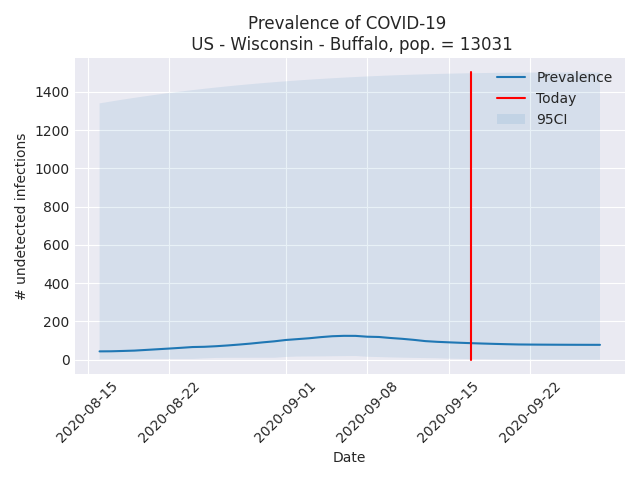 Prevalence of COVID-19
US - Wisconsin - Buffalo, pop. = 13031
Prevalence
Today
95CI
1400
1200
1000
800
600
400
200
0
# undetected infections
2020-08-15
2020-08-22
2020-09-01
2020-09-08
2020-09-15
2020-09-22
Date